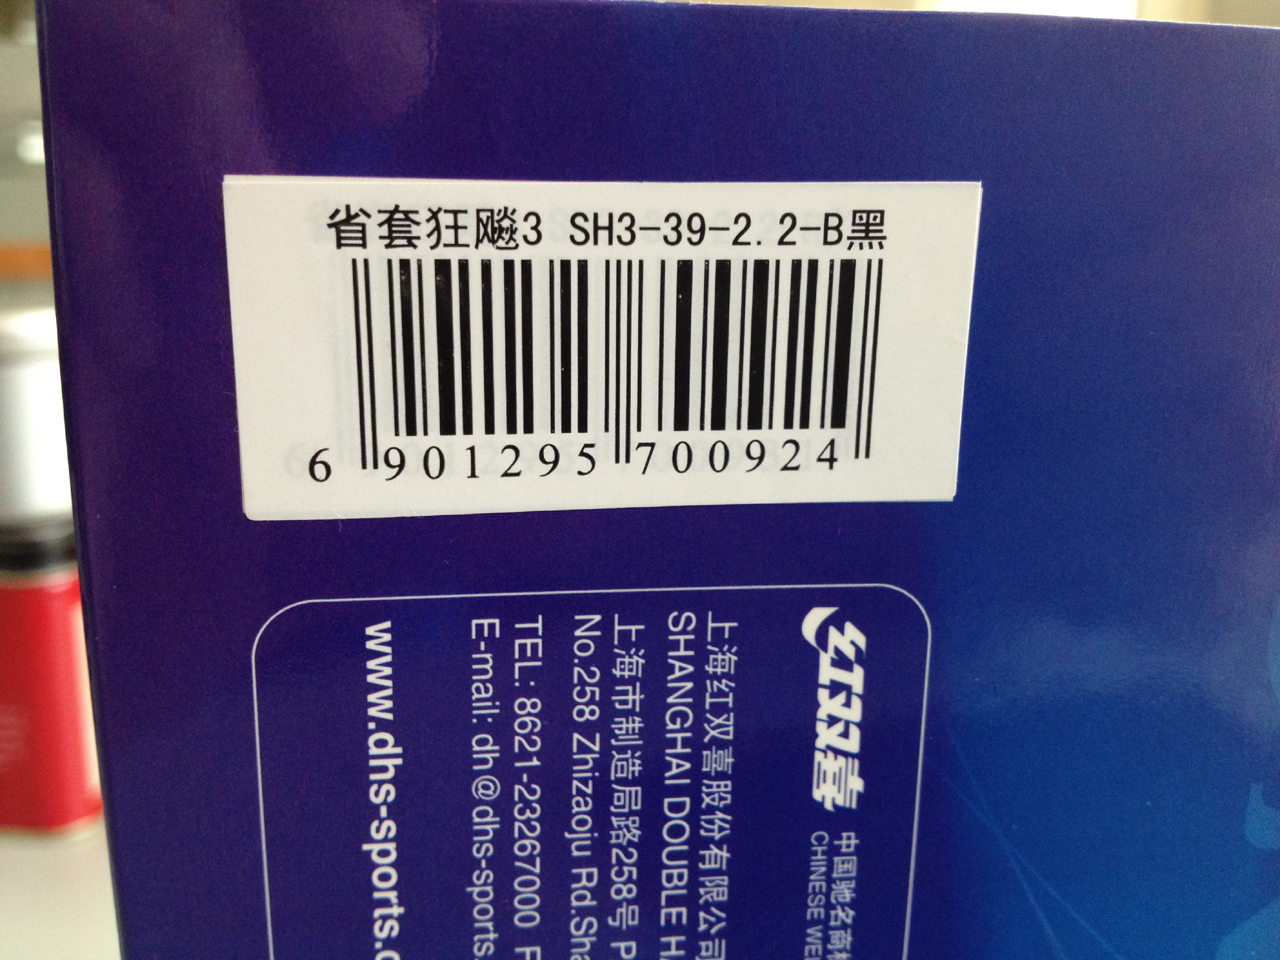 省套狂飚3 SH3-39-2.2-B黑
6 901295 700924
红双喜
中国驰名商标
CHINESE WEL
上海红双喜股份有限公司
SHANGHAI DOUBLE HA
上海市制造局路258号 P
No.258 Zhizaoju Rd.Sha
TEL: 8621-23267000 F
E-mail: dh@dhs-sports.
www.dhs-sports.c